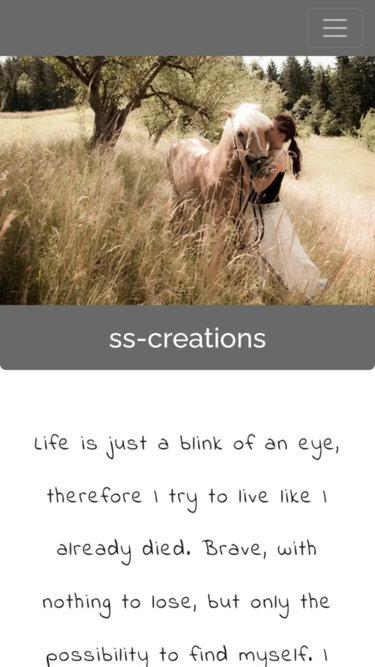 ss-creations
Life is just a blink of an eye,
therefore I try to live like I
already died. Brave, with
nothing to lose, but only the
possibility to find myself. I